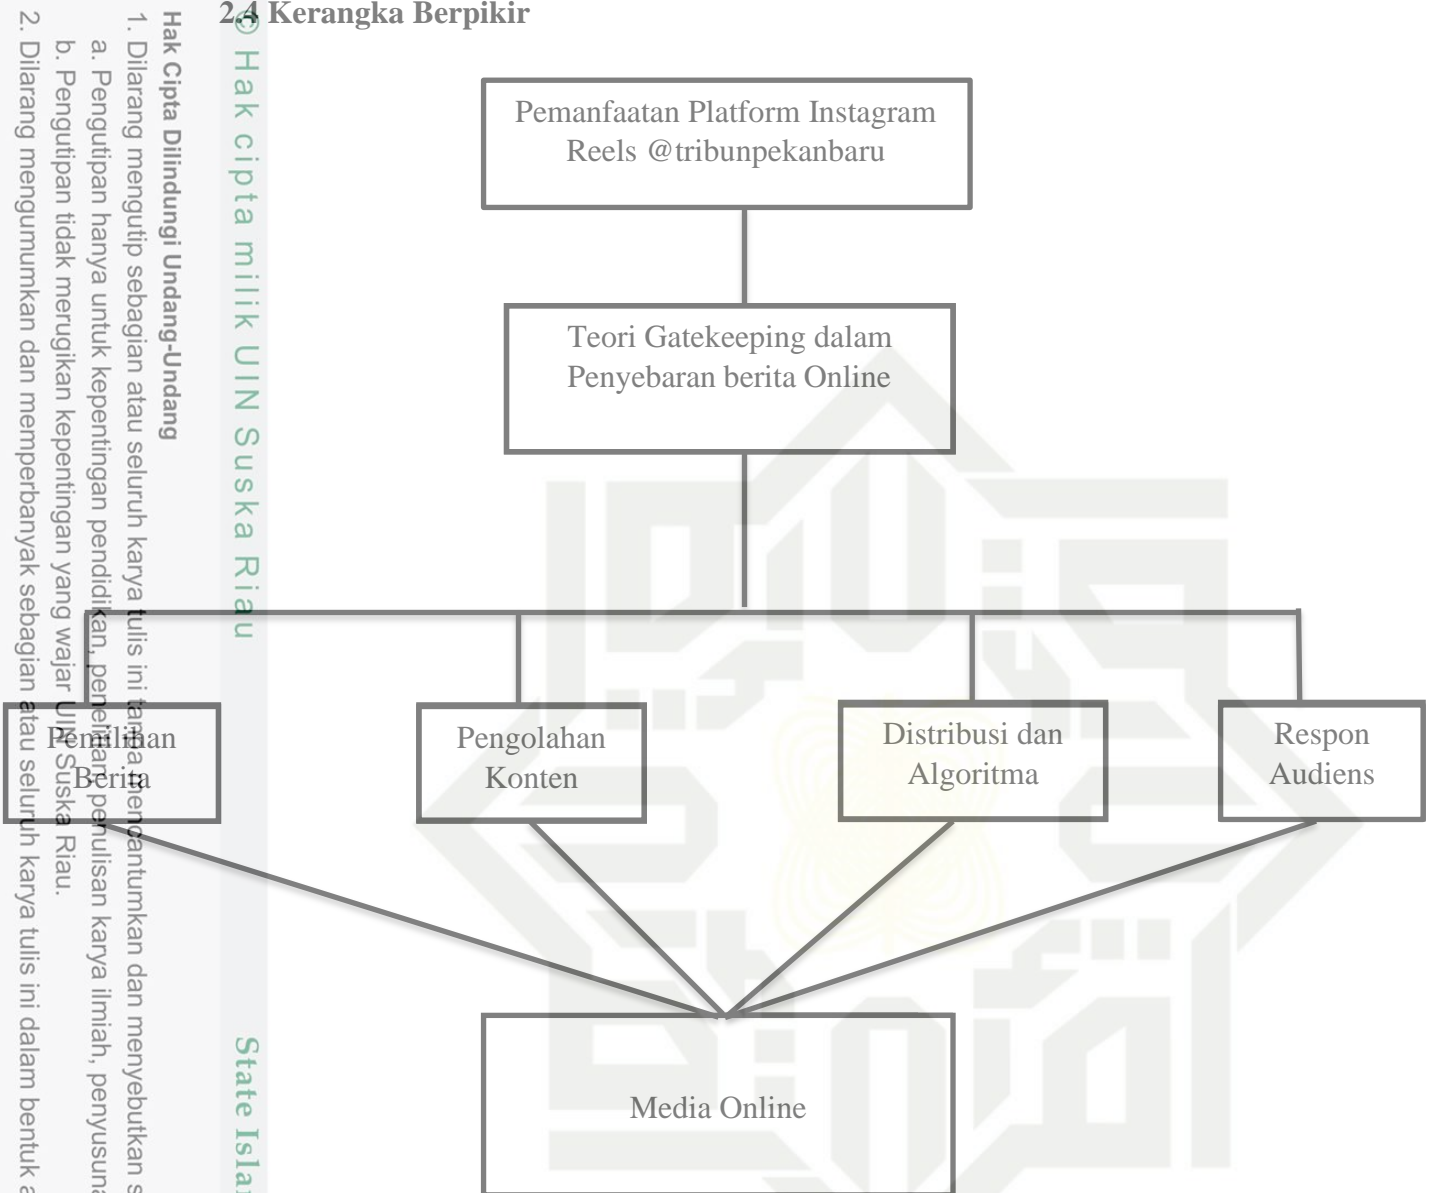 2.4 Kerangka Berpikir
Pemanfaatan Platform Instagram
Reels @tribunpekanbaru
Teori Gatekeeping dalam
Penyebaran berita Online
Pemilihan
Berita
Pengolahan
Konten
Distribusi dan
Algoritma
Respon
Audiens
Media Online
© Hak cipta milik UIN Suska Riau
State Islam
Hak Cipta Dilindungi Undang-Undang
1. Dilarang mengutip sebagian atau seluruh karya tulis ini tanpa mencantumkan dan menyebutkan s
a. Pengutipan hanya untuk kepentingan pendidikan, penelitian, penulisan karya ilmiah, penyusuna
b. Pengutipan tidak merugikan kepentingan yang wajar UIN Suska Riau.
2. Dilarang mengumumkan dan memperbanyak sebagian atau seluruh karya tulis ini dalam bentuk a